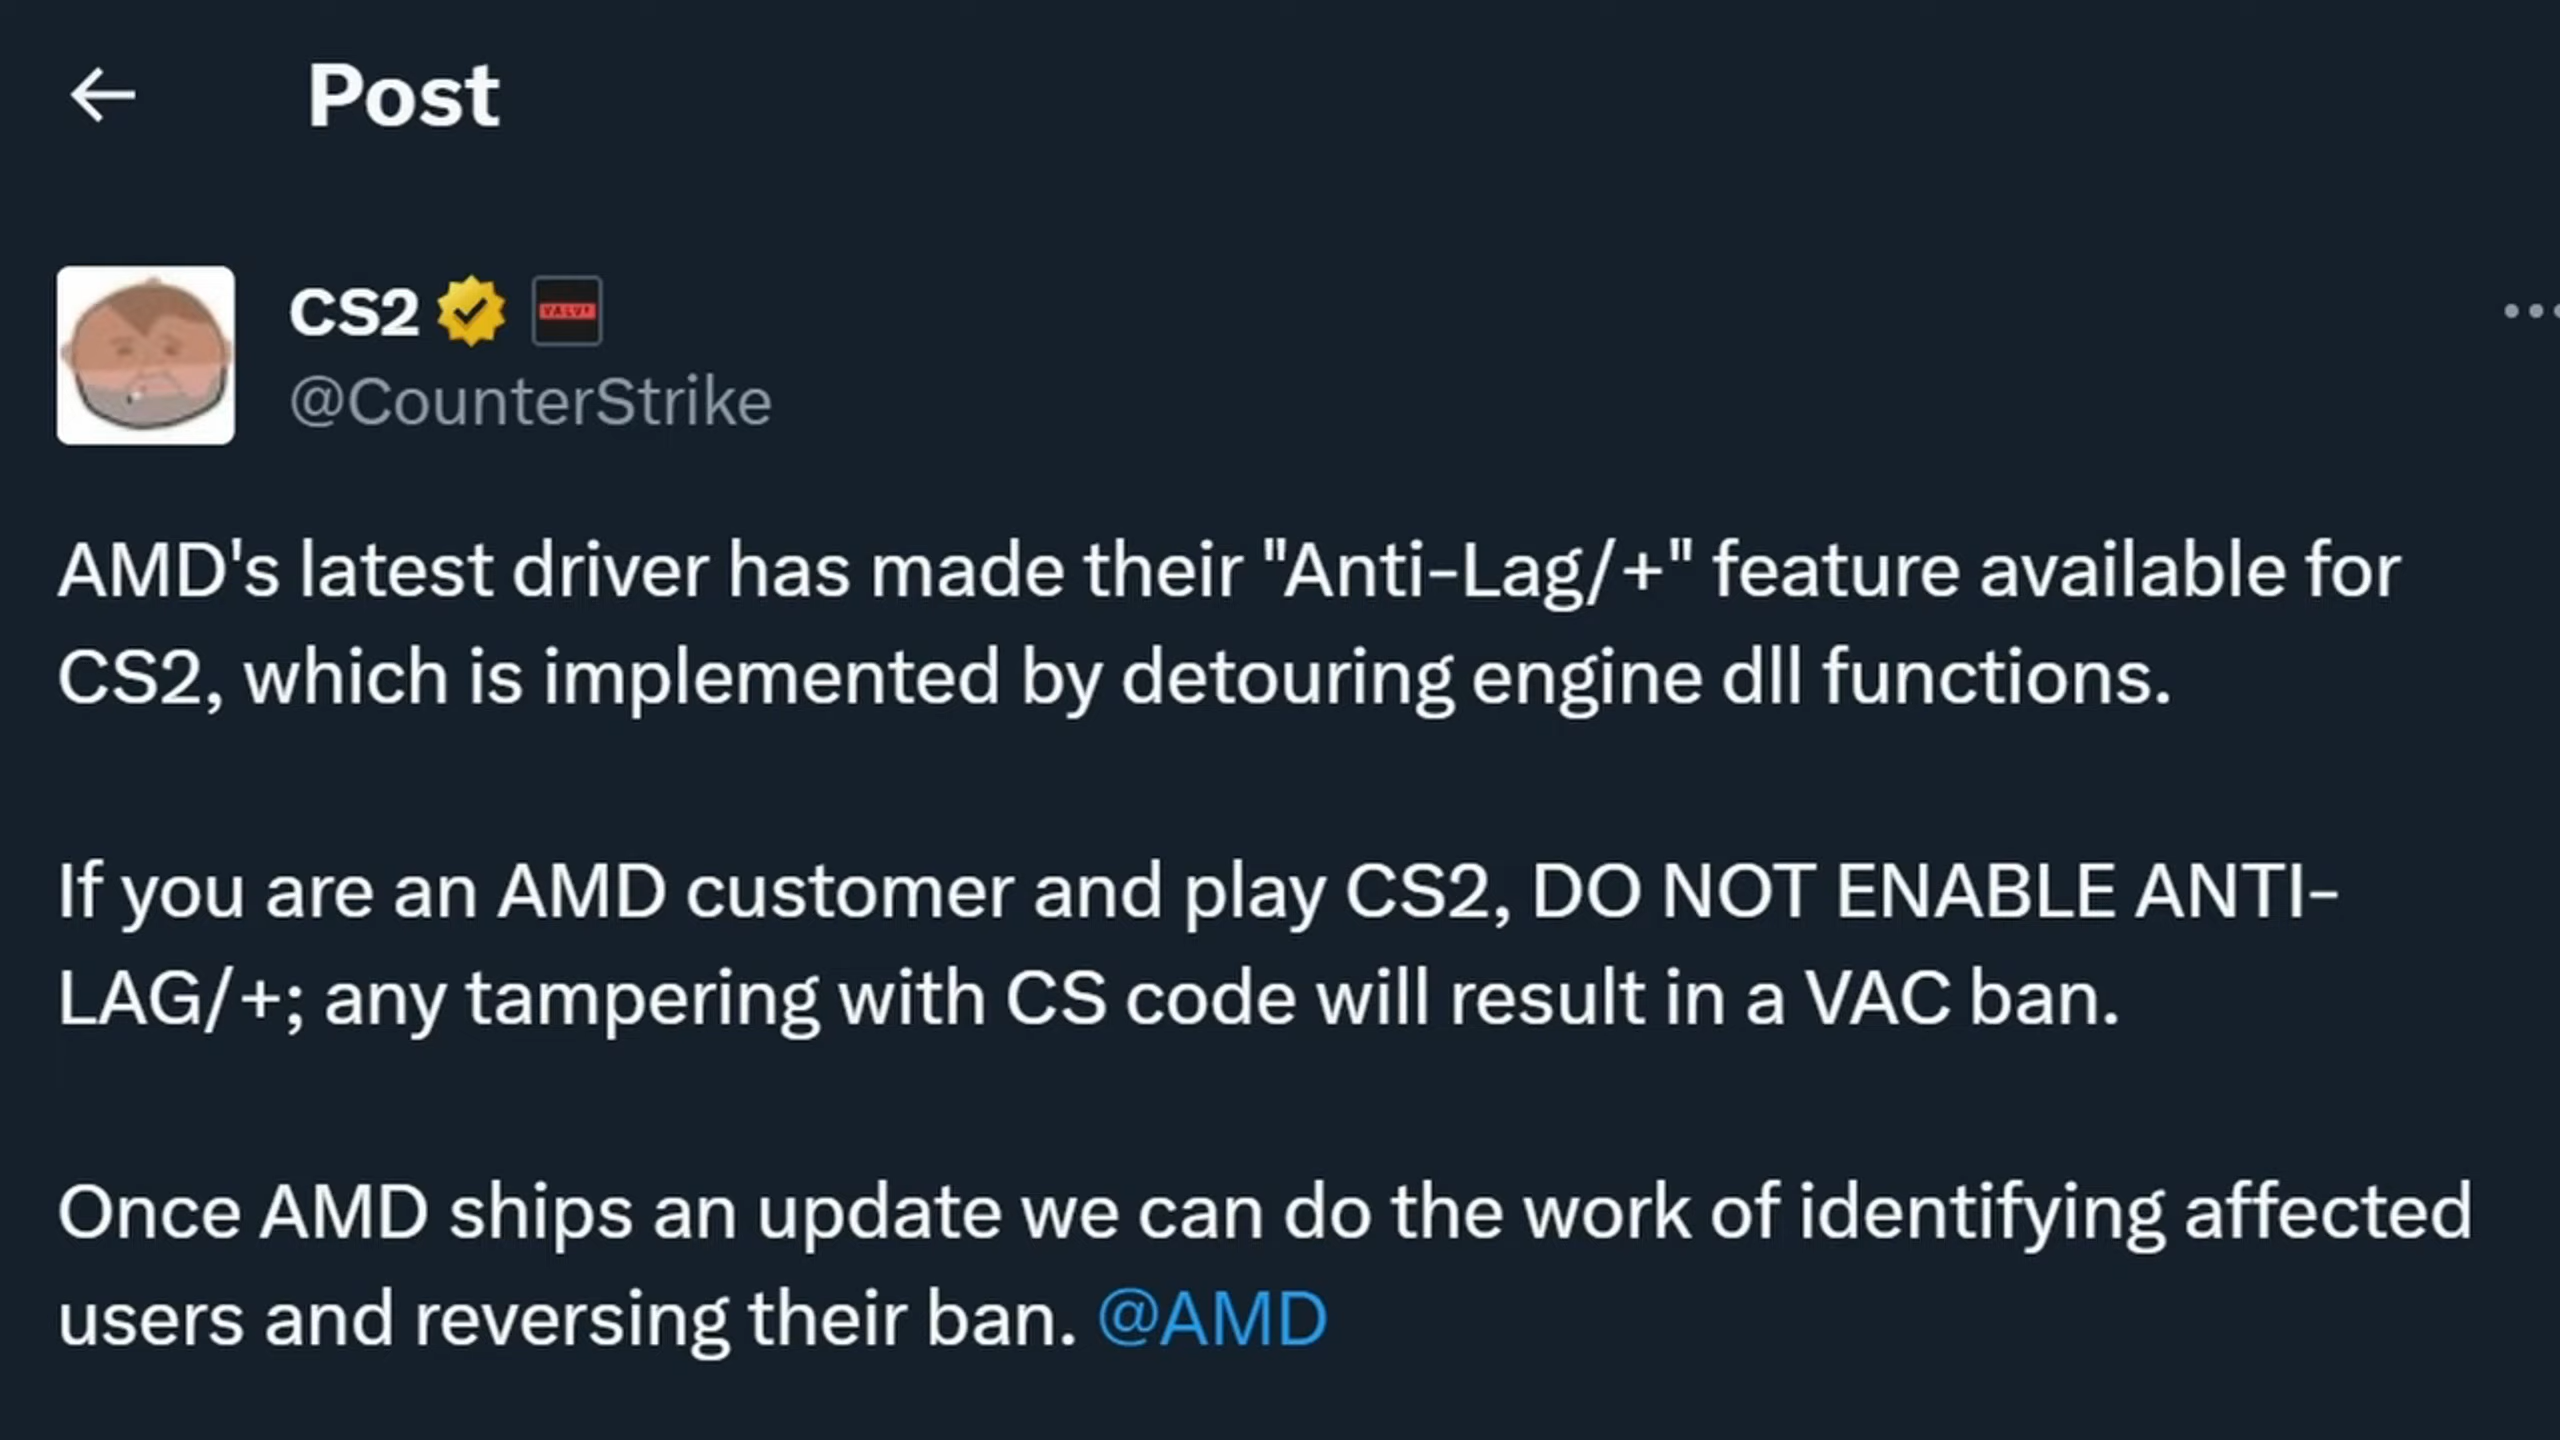 Post
CS2
VALVE
@CounterStrike
AMD's latest driver has made their "Anti-Lag/+" feature available for
CS2, which is implemented by detouring engine dll functions.
If you are an AMD customer and play CS2, DO NOT ENABLE ANTI-
LAG/+; any tampering with CS code will result in a VAC ban.
Once AMD ships an update we can do the work of identifying affected
users and reversing their ban. @AMD